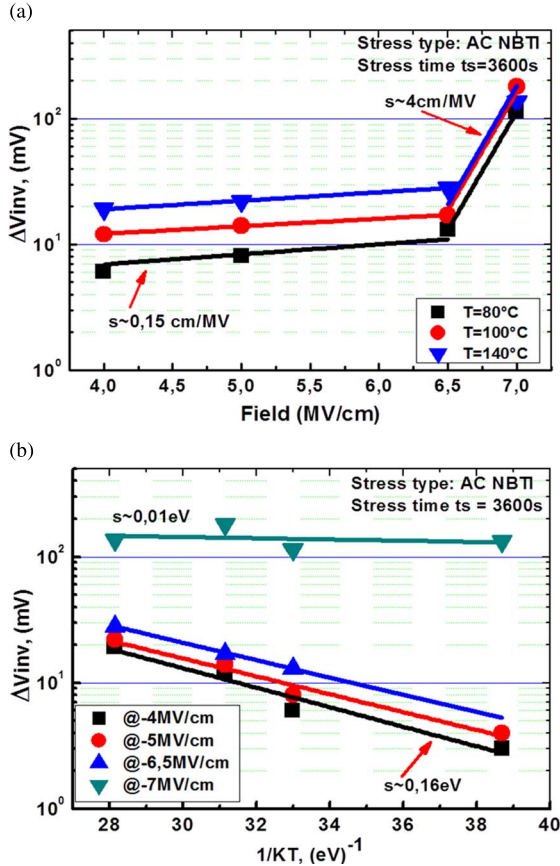 (a)
Stress type: AC NBTI
Stress time ts=3600s
s~4cm/MV
s~0,15 cm/MV
T=80°C
T=100°C
T=140°C
10²
10¹
10⁰
ΔVinv, (mV)
4,0 4,5 5,0 5,5 6,0 6,5 7,0
Field (MV/cm)
(b)
Stress type: AC NBTI
Stress time ts = 3600s
s~0,01eV
s~0,16eV
@-4MV/cm
@-5MV/cm
@-6,5MV/cm
@-7MV/cm
10²
10¹
10⁰
ΔVinv, (mV)
28 30 32 34 36 38 40
1/KT, (eV)⁻¹